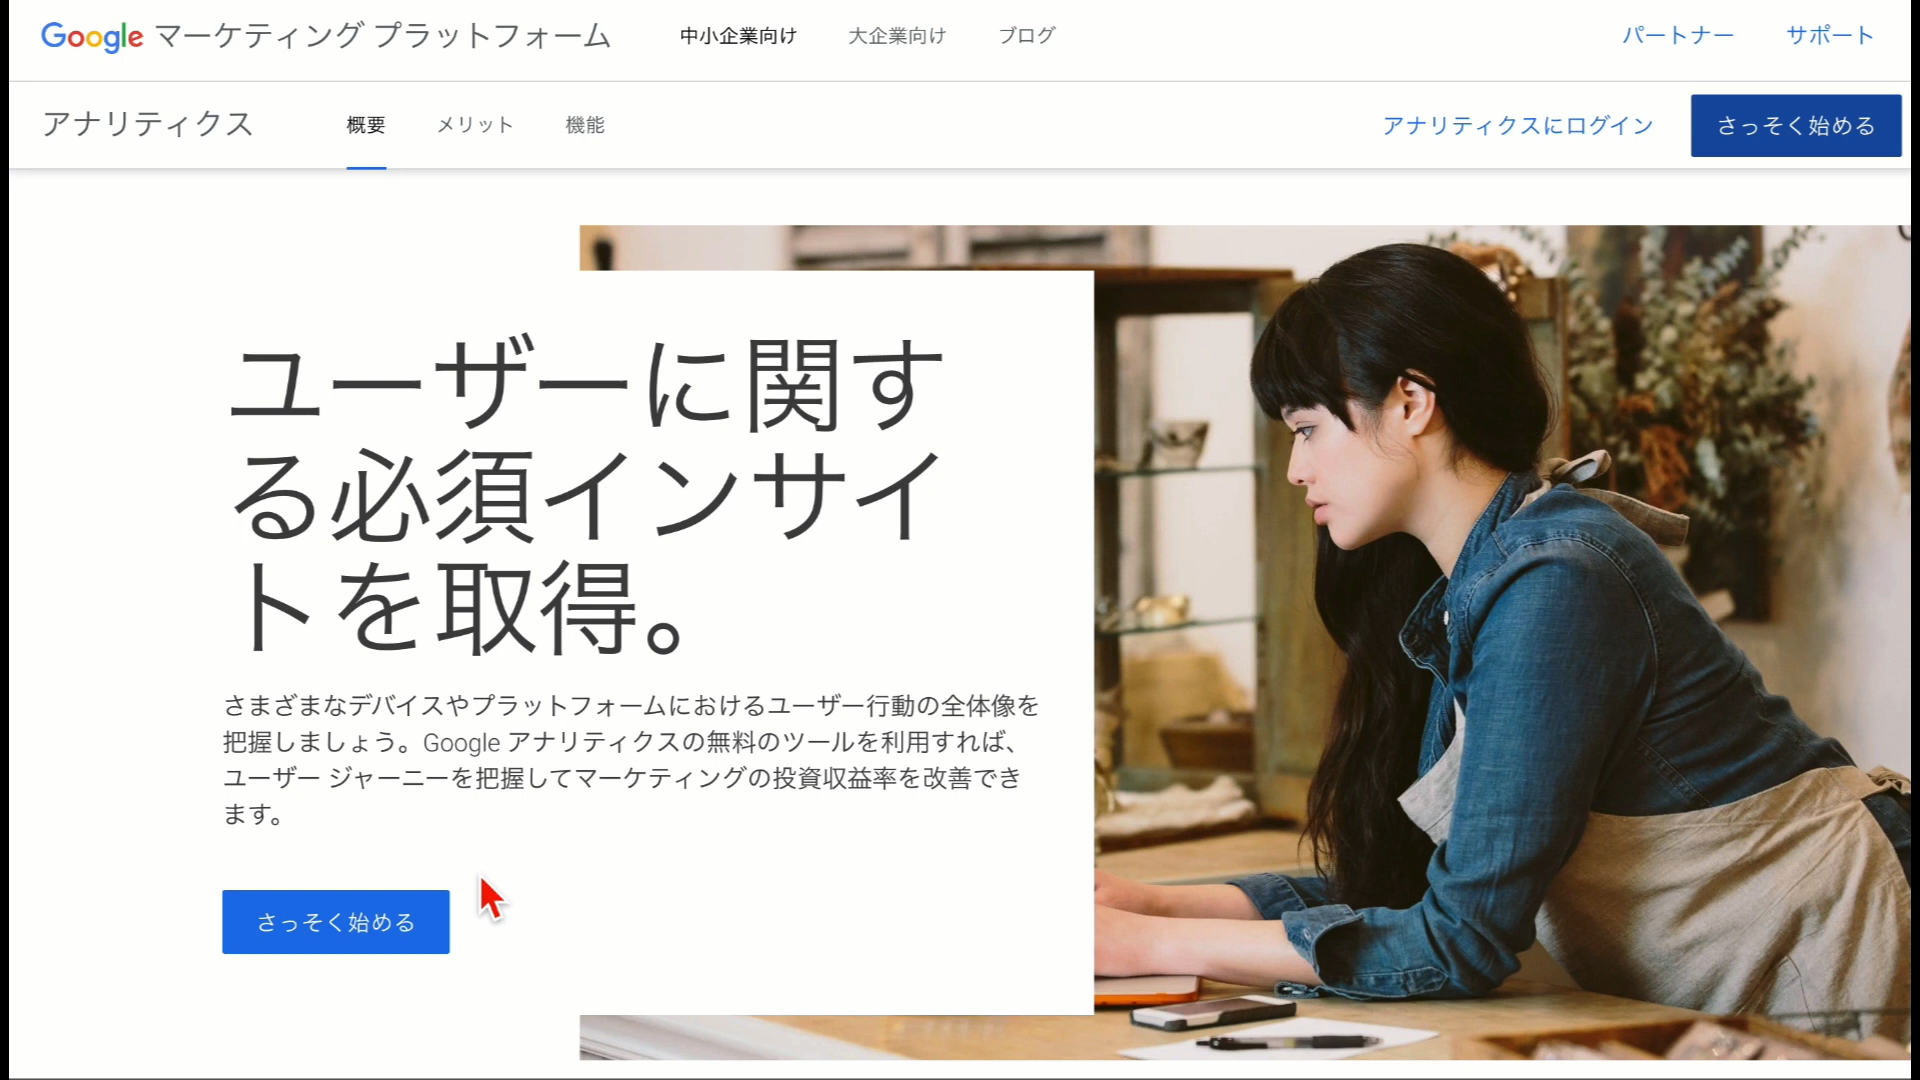 Google マーケティング プラットフォーム 中小企業向け 大企業向け ブログ パートナー サポート
アナリティクス 概要 メリット 機能 アナリティクスにログイン さっそく始める
ユーザーに関す
る必須インサイ
トを取得。
さまざまなデバイスやプラットフォームにおけるユーザー行動の全体像を
把握しましょう。Google アナリティクスの無料のツールを利用すれば、
ユーザー ジャーニーを把握してマーケティングの投資収益率を改善でき
ます。
さっそく始める